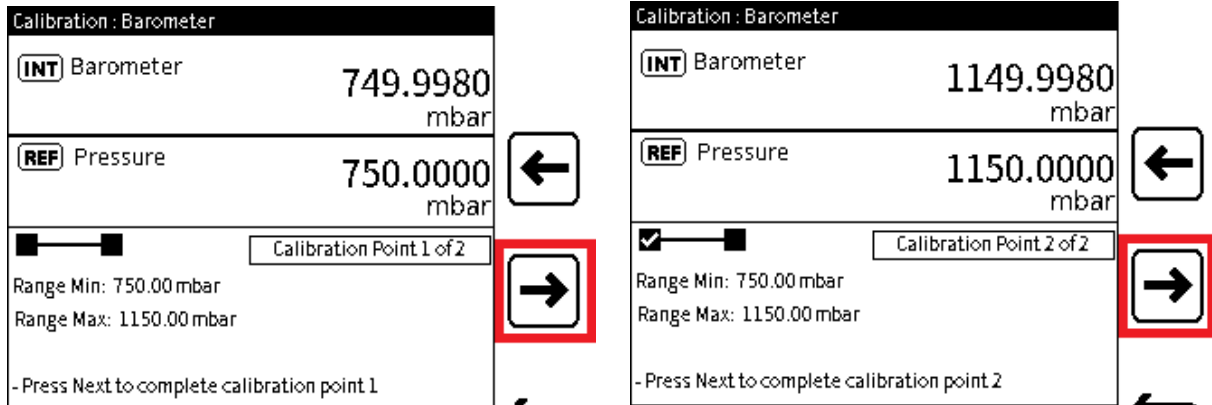 Calibration : Barometer
INT Barometer
749.9980
mbar
REF Pressure
750.0000
mbar
Calibration Point 1 of 2
Range Min: 750.00 mbar
Range Max: 1150.00 mbar
- Press Next to complete calibration point 1
Calibration : Barometer
INT Barometer
1149.9980
mbar
REF Pressure
1150.0000
mbar
Calibration Point 2 of 2
Range Min: 750.00 mbar
Range Max: 1150.00 mbar
- Press Next to complete calibration point 2